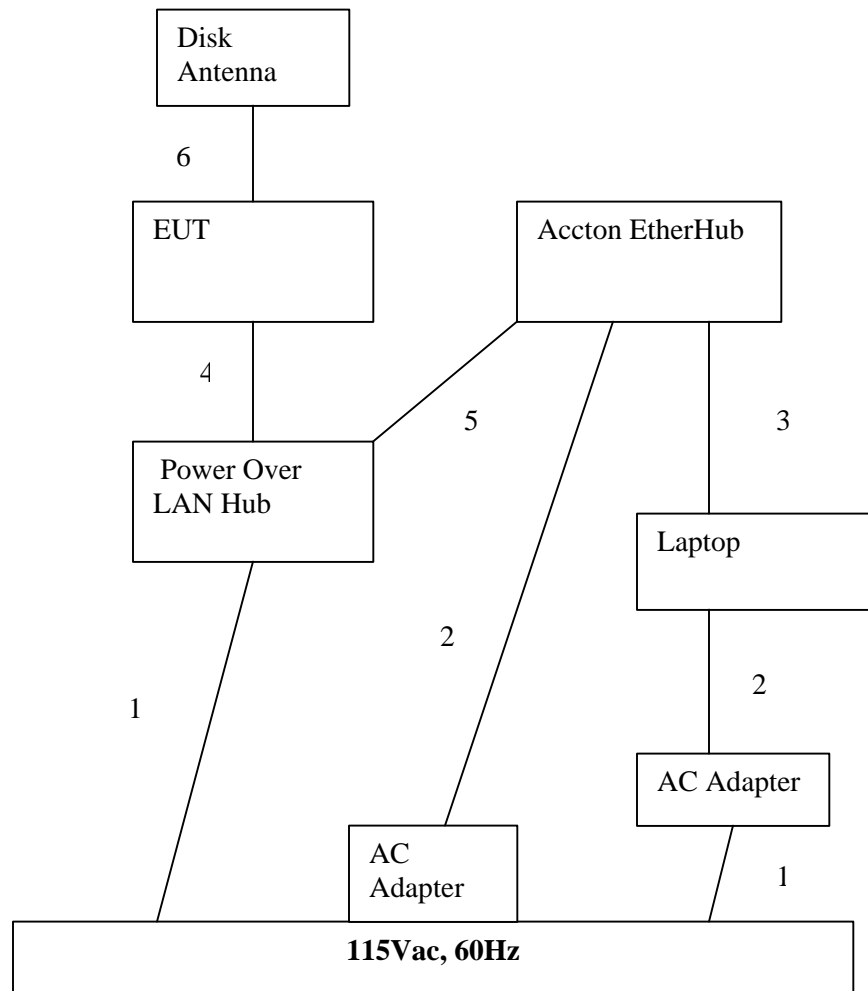 Disk
Antenna
6
EUT
Accton EtherHub
4
5
3
Power Over
LAN Hub
Laptop
2
1
2
AC Adapter
AC
Adapter
1
115Vac, 60Hz